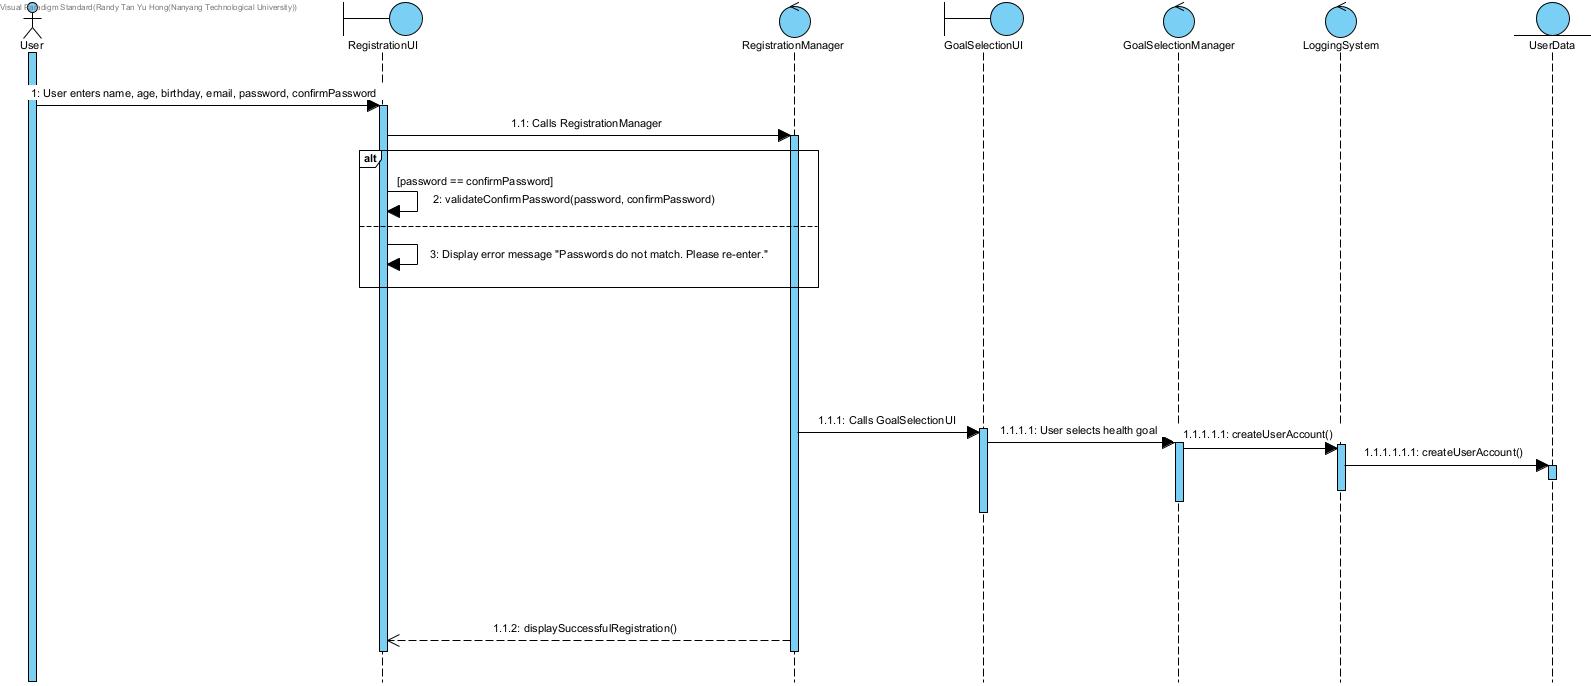 Visual Paradigm Standard(Randy Tan Yu Hong(Nanyang Technological University))
User
RegistrationUI
RegistrationManager
GoalSelectionUI
GoalSelectionManager
LoggingSystem
UserData
1: User enters name, age, birthday, email, password, confirmPassword
1.1: Calls RegistrationManager
alt
[password == confirmPassword]
2: validateConfirmPassword(password, confirmPassword)
3: Display error message "Passwords do not match. Please re-enter."
1.1.1: Calls GoalSelectionUI
1.1.1.1: User selects health goal
1.1.1.1.1: createUserAccount()
1.1.1.1.1.1: createUserAccount()
1.1.2: displaySuccessfulRegistration()